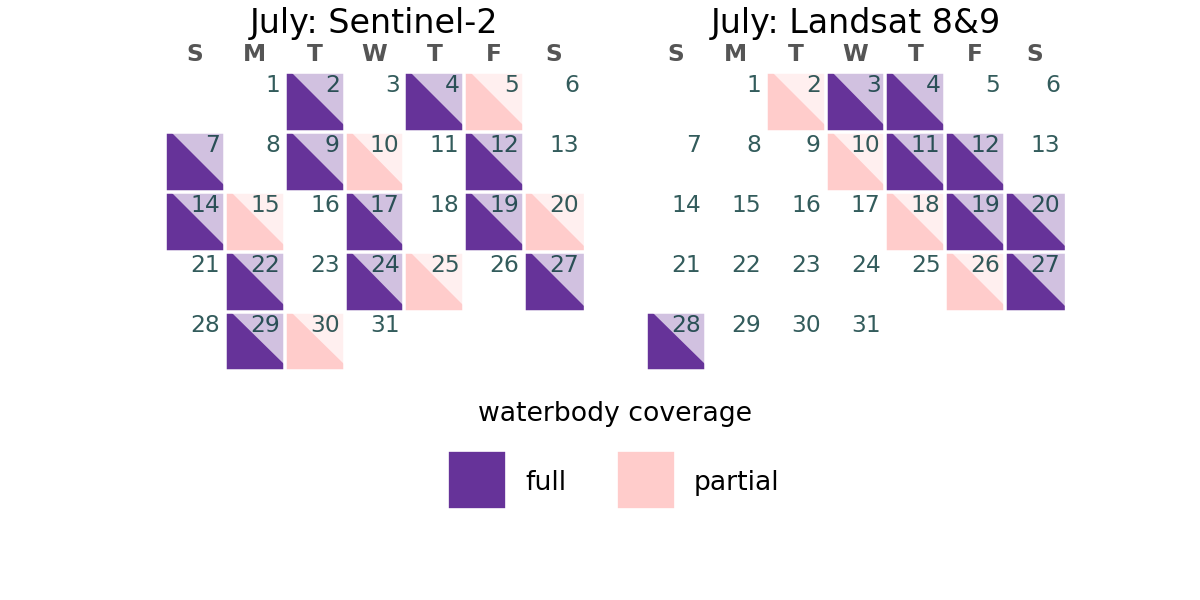 July: Sentinel-2
S M T W T F S
1 2 3 4 5 6
7 8 9 10 11 12 13
14 15 16 17 18 19 20
21 22 23 24 25 26 27
28 29 30 31
July: Landsat 8&9
S M T W T F S
1 2 3 4 5 6
7 8 9 10 11 12 13
14 15 16 17 18 19 20
21 22 23 24 25 26 27
28 29 30 31
waterbody coverage
full partial